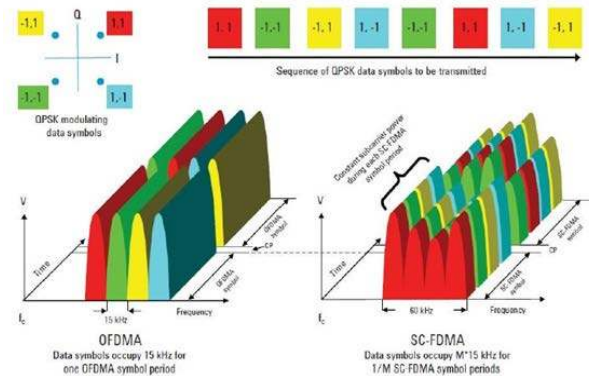 -1,1
Q
1,1
I
-1,-1
1,-1
QPSK modulating
data symbols
1, 1
-1,-1
-1, 1
1, -1
-1,-1
1, 1
1, -1
-1, 1
Sequence of QPSK data symbols to be transmitted
V
Time
fc
15 kHz
Frequency
OFDMA
symbol
CP
OFDMA
symbol
OFDMA
Data symbols occupy 15 kHz for
one OFDMA symbol period
Constant subcarrier power
during each SC-FDMA
symbol period
V
Time
fc
60 kHz
Frequency
SC-FDMA
symbol
CP
SC-FDMA
symbol
SC-FDMA
Data symbols occupy M*15 kHz for
1/M SC-FDMA symbol periods